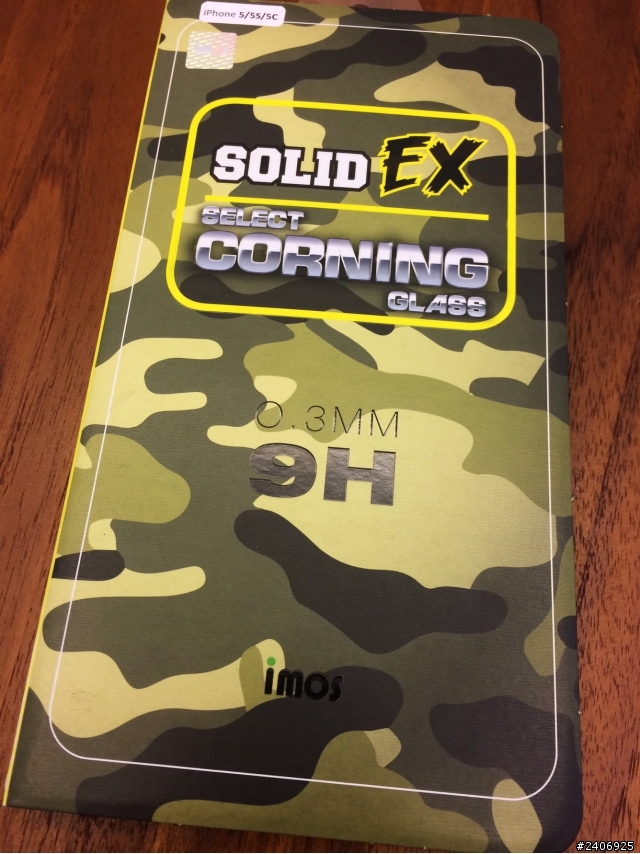 iPhone 5/5S/5C
SOLID EX
SELECT
CORNING
GLASS
0.3MM
9H
imos
#2406925